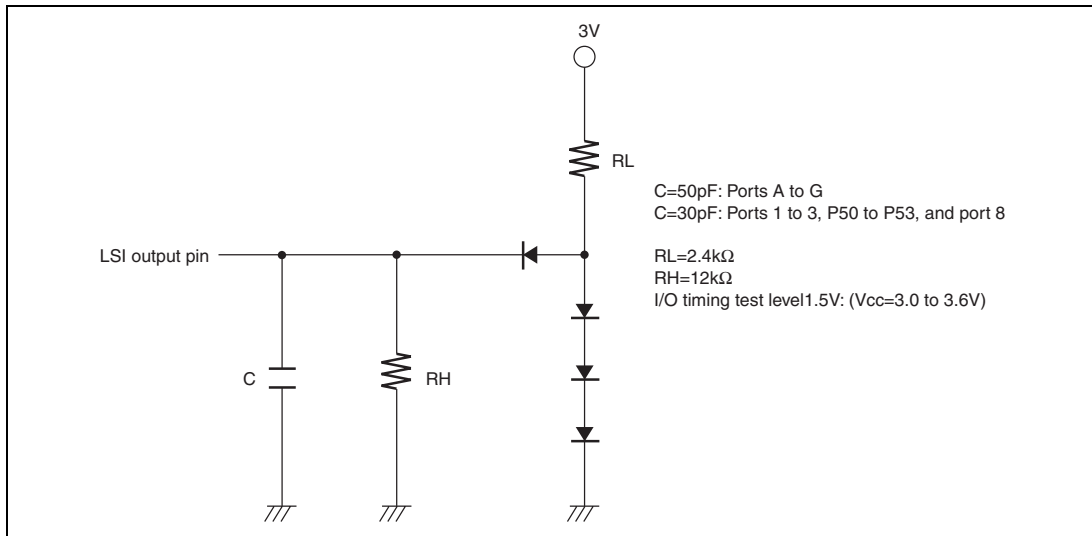 3V
RL
C=50pF: Ports A to G
C=30pF: Ports 1 to 3, P50 to P53, and port 8
LSI output pin
RL=2.4kΩ
RH=12kΩ
I/O timing test level1.5V: (Vcc=3.0 to 3.6V)
C
RH